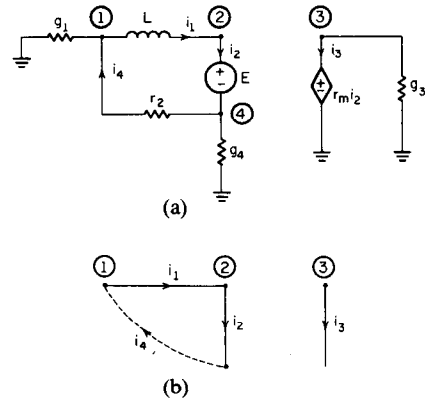 g₁ ① L i₁ ② ③
i₂ i₃
i₄ + − E + −
r₂ ④ rₘi₂ g₃
g₄
(a)
① i₁ ② ③
i₄ i₂ i₃
(b)